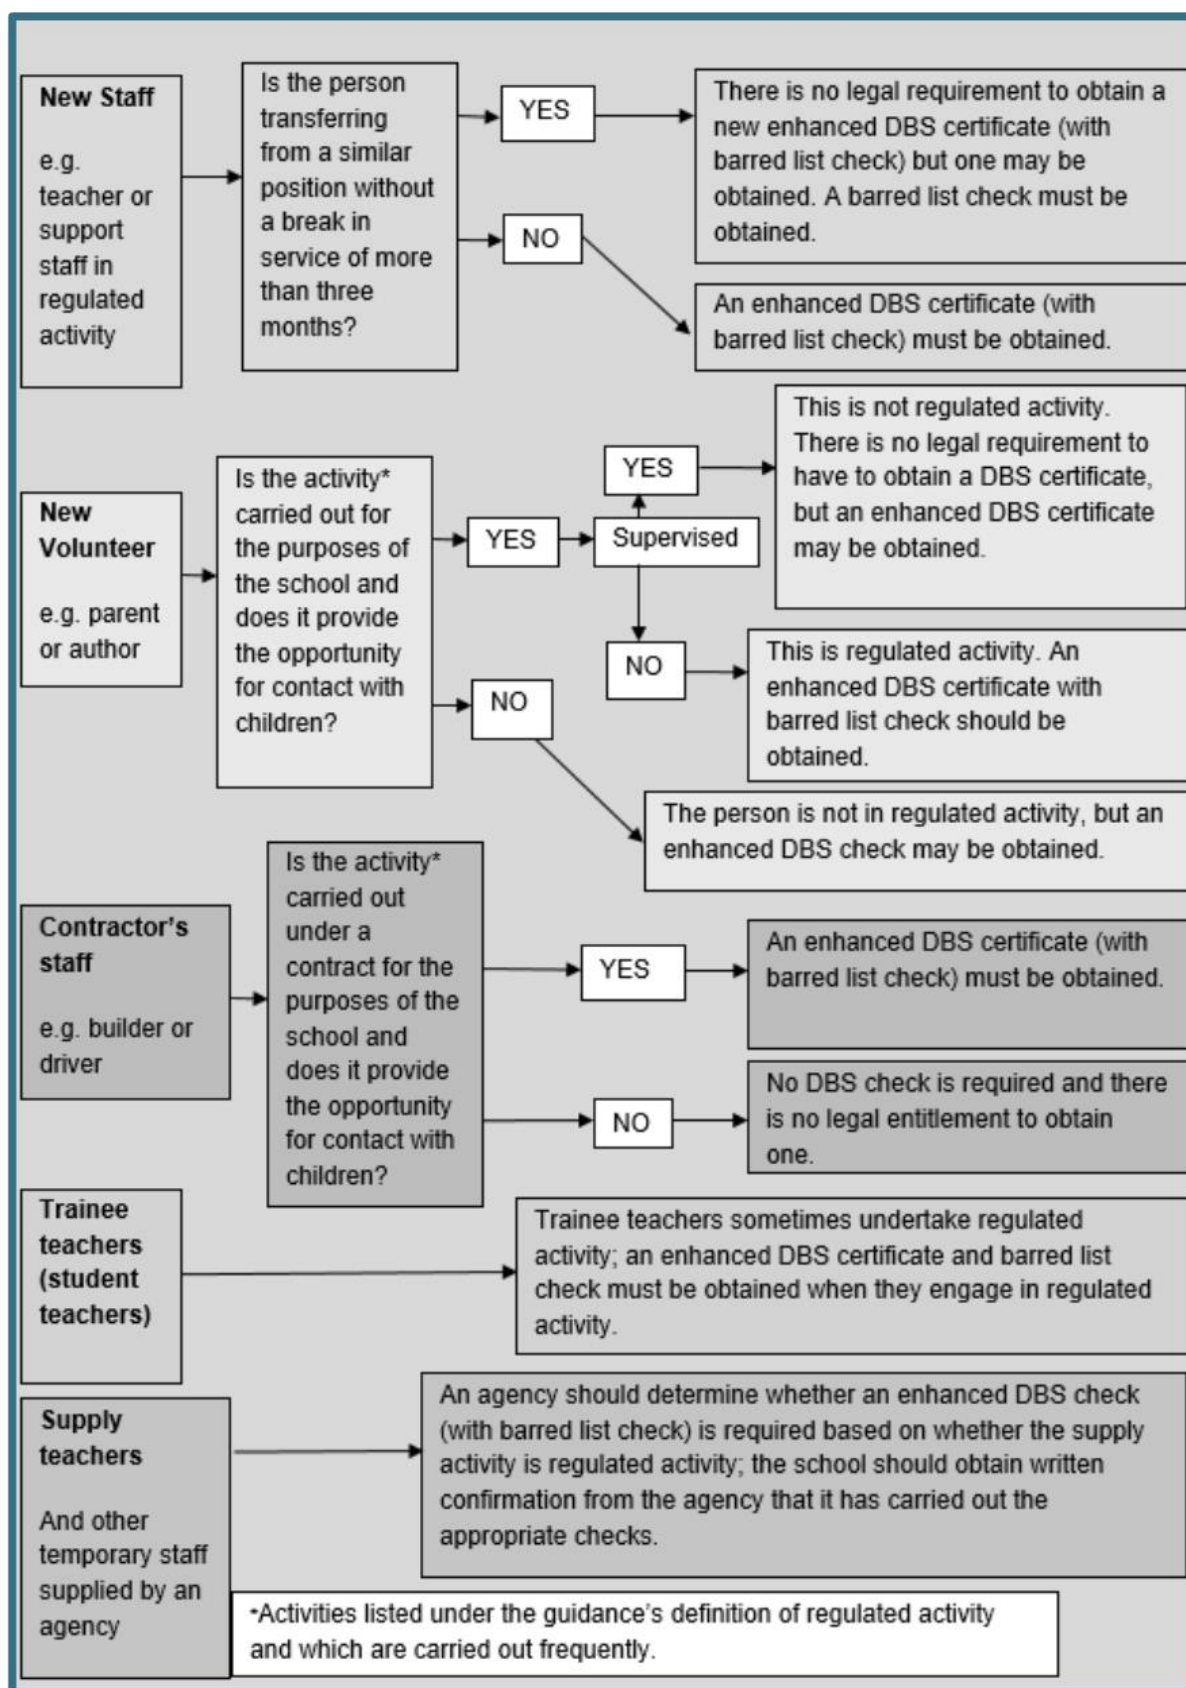 New Staff
e.g.
teacher or
support
staff in
regulated
activity
Is the person
transferring
from a similar
position without
a break in
service of more
than three
months?
YES
There is no legal requirement to obtain a
new enhanced DBS certificate (with
barred list check) but one may be
obtained. A barred list check must be
obtained.
NO
An enhanced DBS certificate (with
barred list check) must be obtained.
New
Volunteer
e.g. parent
or author
Is the activity*
carried out for
the purposes of
the school and
does it provide
the opportunity
for contact with
children?
YES
Supervised
YES
This is not regulated activity.
There is no legal requirement to
have to obtain a DBS certificate,
but an enhanced DBS certificate
may be obtained.
NO
This is regulated activity. An
enhanced DBS certificate with
barred list check should be
obtained.
NO
The person is not in regulated activity, but an
enhanced DBS check may be obtained.
Contractor's
staff
e.g. builder or
driver
Is the activity*
carried out
under a
contract for the
purposes of the
school and
does it provide
the opportunity
for contact with
children?
YES
An enhanced DBS certificate (with
barred list check) must be obtained.
NO
No DBS check is required and there
is no legal entitlement to obtain
one.
Trainee
teachers
(student
teachers)
Trainee teachers sometimes undertake regulated
activity; an enhanced DBS certificate and barred list
check must be obtained when they engage in regulated
activity.
Supply
teachers
And other
temporary staff
supplied by an
agency
An agency should determine whether an enhanced DBS check
(with barred list check) is required based on whether the supply
activity is regulated activity; the school should obtain written
confirmation from the agency that it has carried out the
appropriate checks.
*Activities listed under the guidance's definition of regulated activity
and which are carried out frequently.